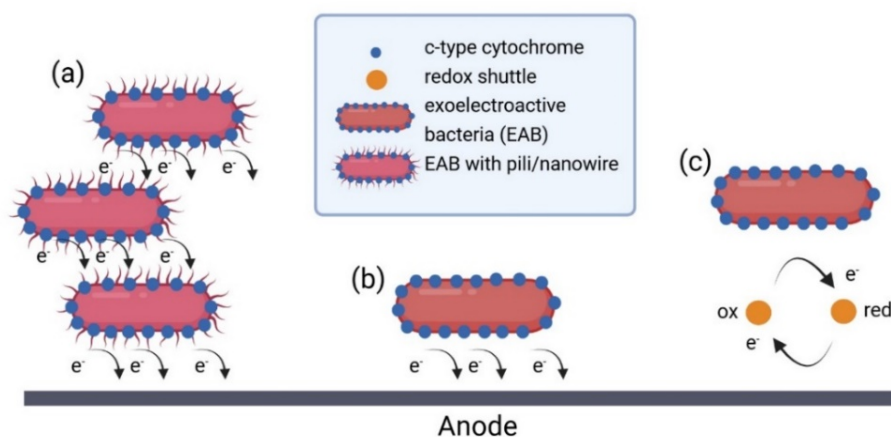 (a)
c-type cytochrome
redox shuttle
exoelectroactive
bacteria (EAB)
EAB with pili/nanowire
e⁻ e⁻ e⁻
e⁻ e⁻ e⁻
e⁻ e⁻ e⁻
(b)
e⁻ e⁻ e⁻
(c)
e⁻
ox red
e⁻
Anode